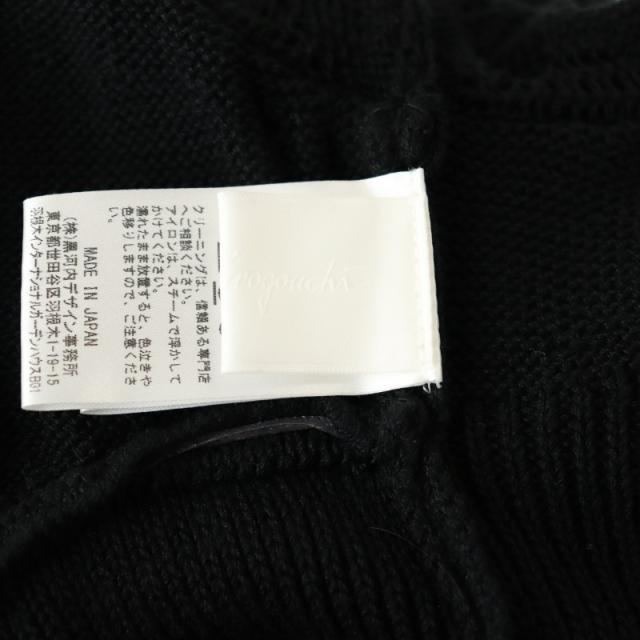 クリーニングは、信頼ある専門店
へご相談ください。
アイロンは、スチームで浮かして
かけてください。
濡れたまま放置すると、色泣きや
色移りしますので、ご注意くださ
い。
MADE IN JAPAN
(株)黒河内デザイン事務所
東京都世田谷区羽根木1-19-15
羽根木インターナショナルガーデンハウス